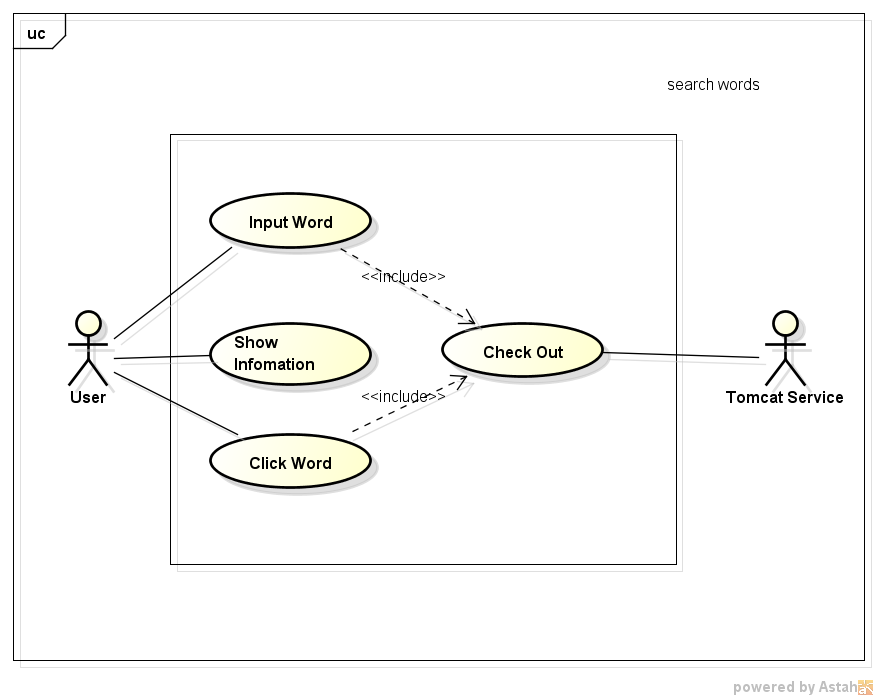 uc
search words
Input Word
<<include>>
Show
Infomation
Check Out
User
Tomcat Service
<<include>>
Click Word
powered by Astah